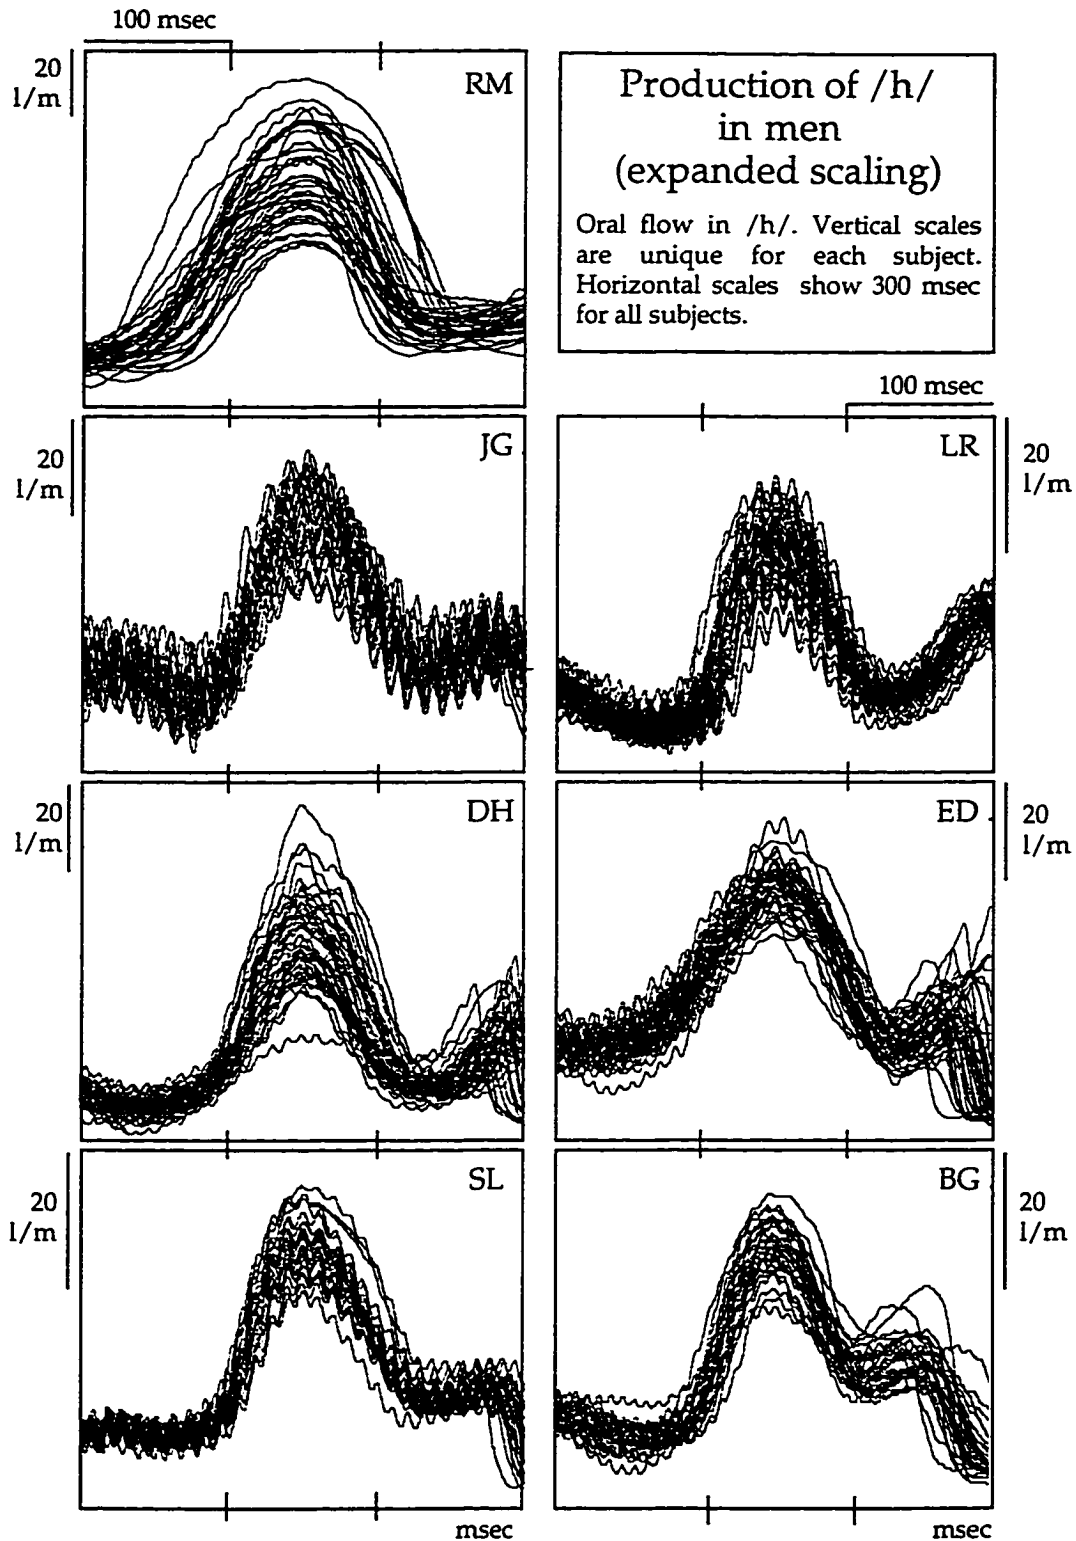 100 msec
20
l/m
RM
Production of /h/
in men
(expanded scaling)
Oral flow in /h/. Vertical scales
are unique for each subject.
Horizontal scales show 300 msec
for all subjects.
100 msec
20
l/m
JG
LR
20
l/m
20
l/m
DH
ED
20
l/m
20
l/m
SL
BG
20
l/m
msec
msec